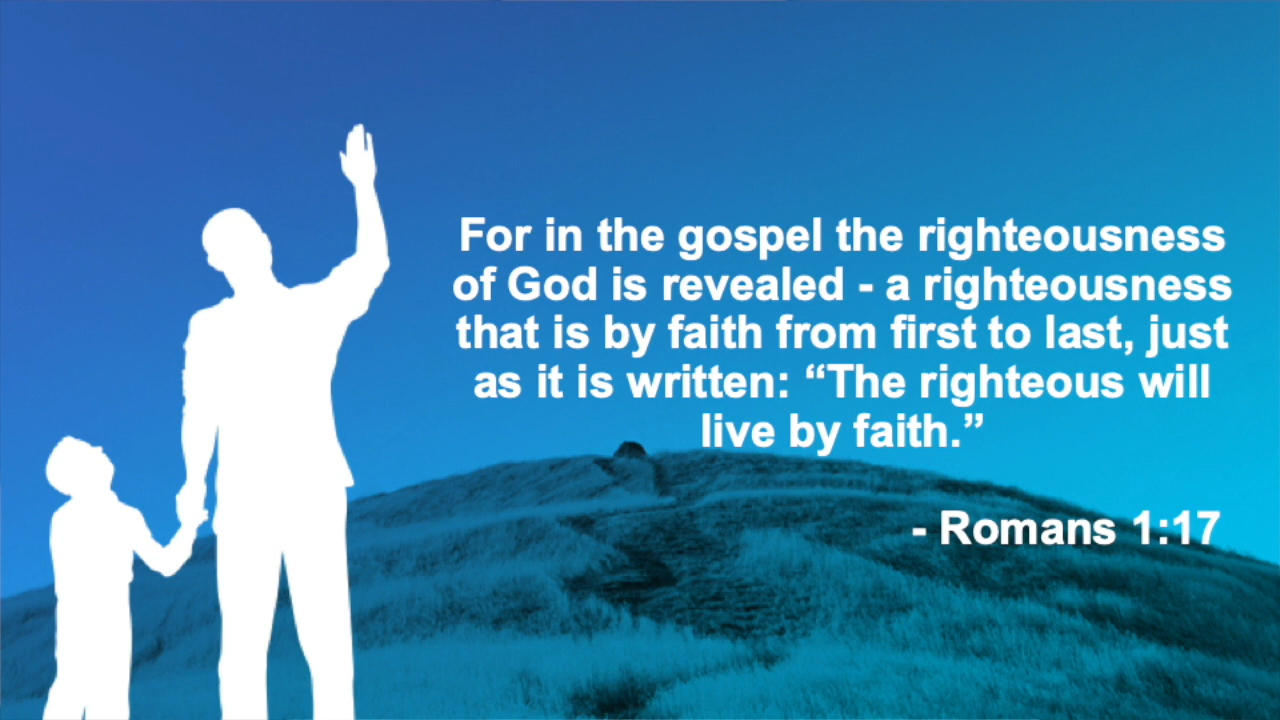 For in the gospel the righteousness
of God is revealed - a righteousness
that is by faith from first to last, just
as it is written: “The righteous will
live by faith.”
- Romans 1:17